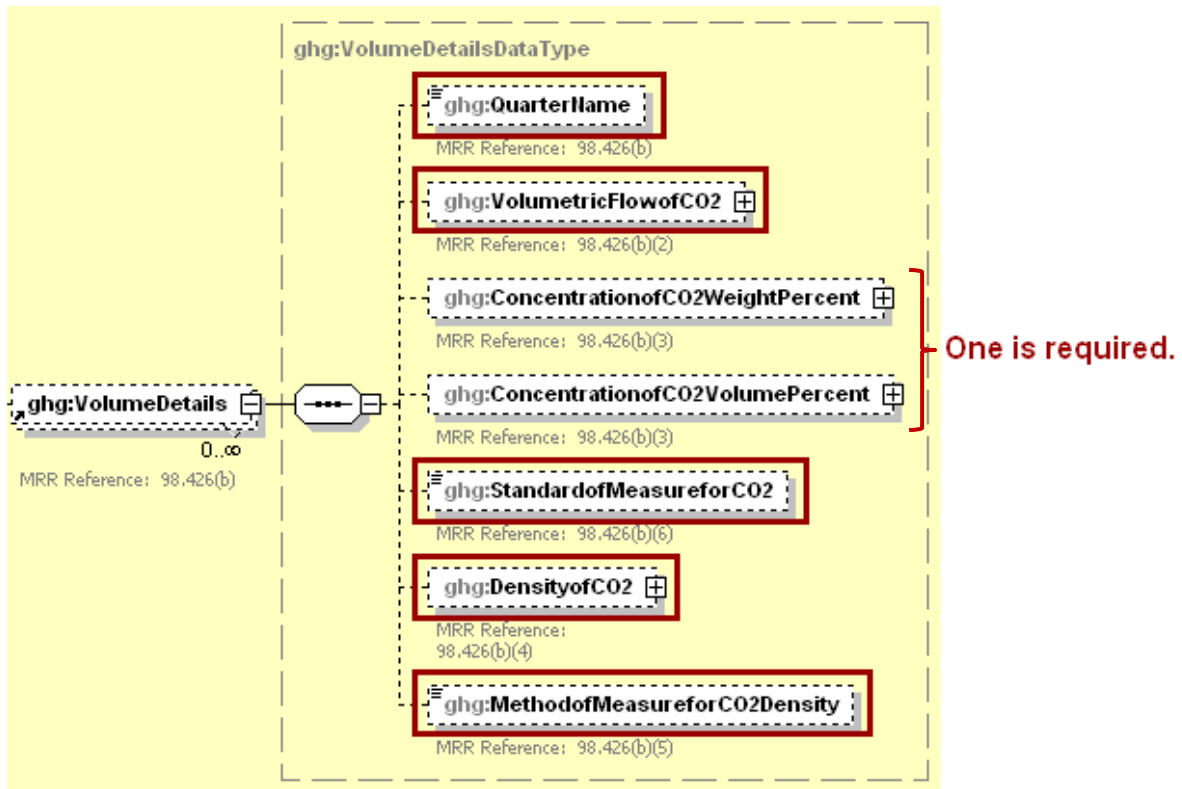 ghg:VolumeDetailsDataType
ghg:QuarterName
MRR Reference: 98.426(b)
ghg:VolumetricFlowofCO2
MRR Reference: 98.426(b)(2)
ghg:ConcentrationofCO2WeightPercent
MRR Reference: 98.426(b)(3)
One is required.
ghg:ConcentrationofCO2VolumePercent
MRR Reference: 98.426(b)(3)
ghg:VolumeDetails
0..∞
MRR Reference: 98.426(b)
ghg:StandardofMeasureforCO2
MRR Reference: 98.426(b)(6)
ghg:DensityofCO2
MRR Reference:
98.426(b)(4)
ghg:MethodofMeasureforCO2Density
MRR Reference: 98.426(b)(5)